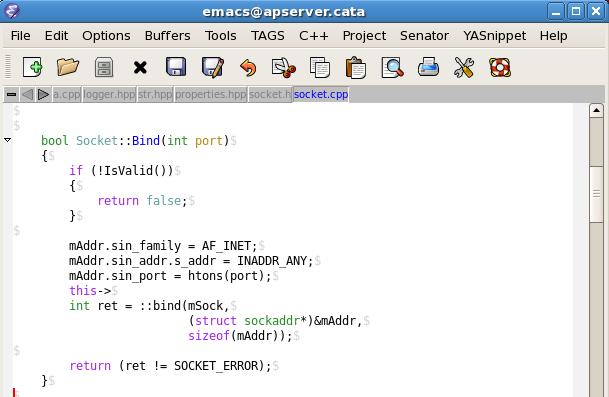 emacs@apserver.cata
File Edit Options Buffers Tools TAGS C++ Project Senator YASnippet Help
a.cpp logger.hpp str.hpp properties.hpp socket.h socket.cpp
$
$
    bool Socket::Bind(int port)$
    {$
        if (!IsValid())$
        {$
            return false;$
        }$
$
        mAddr.sin_family = AF_INET;$
        mAddr.sin_addr.s_addr = INADDR_ANY;$
        mAddr.sin_port = htons(port);$
        this->$
        int ret = ::bind(mSock,$
                         (struct sockaddr*)&mAddr,$
                         sizeof(mAddr));$
$
        return (ret != SOCKET_ERROR);$
    }$
$